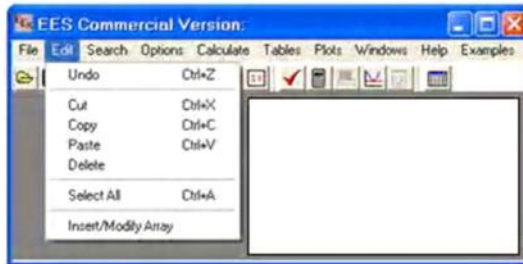 EES Commercial Version:
File Edit Search Options Calculate Tables Plots Windows Help Examples
Undo Ctrl+Z
Cut Ctrl+X
Copy Ctrl+C
Paste Ctrl+V
Delete
Select All Ctrl+A
Insert/Modify Array